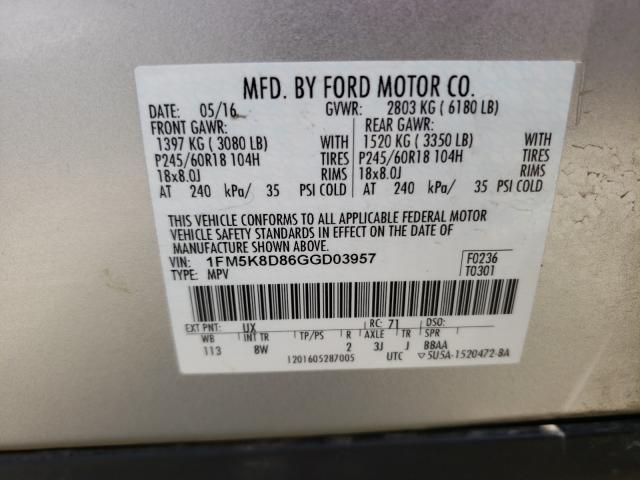 MFD. BY FORD MOTOR CO.
DATE: 05/16 GVWR: 2803 KG ( 6180 LB)
FRONT GAWR: REAR GAWR:
1397 KG ( 3080 LB) WITH 1520 KG ( 3350 LB) WITH
P245/60R18 104H TIRES P245/60R18 104H TIRES
18x8.0J RIMS 18x8.0J RIMS
AT 240 kPa/ 35 PSI COLD AT 240 kPa/ 35 PSI COLD
THIS VEHICLE CONFORMS TO ALL APPLICABLE FEDERAL MOTOR
VEHICLE SAFETY STANDARDS IN EFFECT ON THE DATE OF
MANUFACTURE SHOWN ABOVE.
VIN: 1FM5K8D86GGD03957 F0236
TYPE: MPV T0301
EXT PNT: UX RC: 71 DSO:
WB INT TR TP/PS R AXLE TR SPR
113 8W 2 3J J BBAA
1201605287005 UTC ▽5U5A-1520472-BA